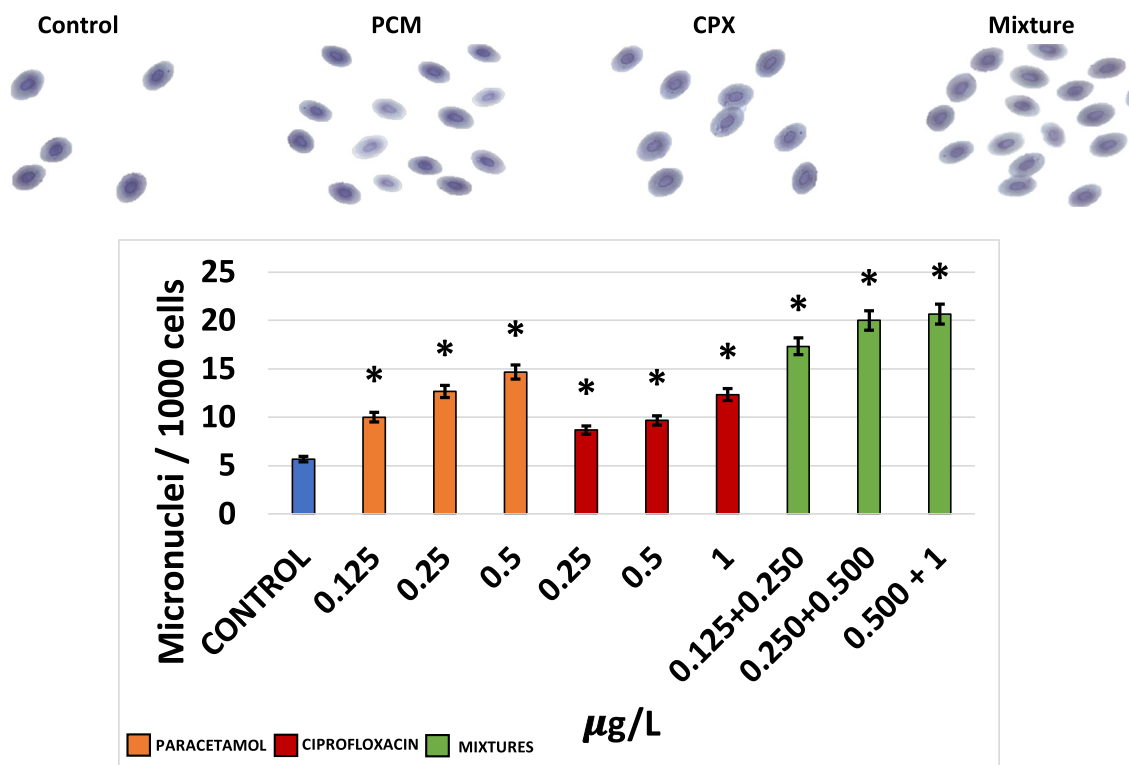 Control PCM CPX Mixture
Micronuclei / 1000 cells
25
20
15
10
5
0
* * * * * * * * *
CONTROL 0.125 0.25 0.5 0.25 0.5 1 0.125+0.250 0.250+0.500 0.500 + 1
µg/L
PARACETAMOL CIPROFLOXACIN MIXTURES